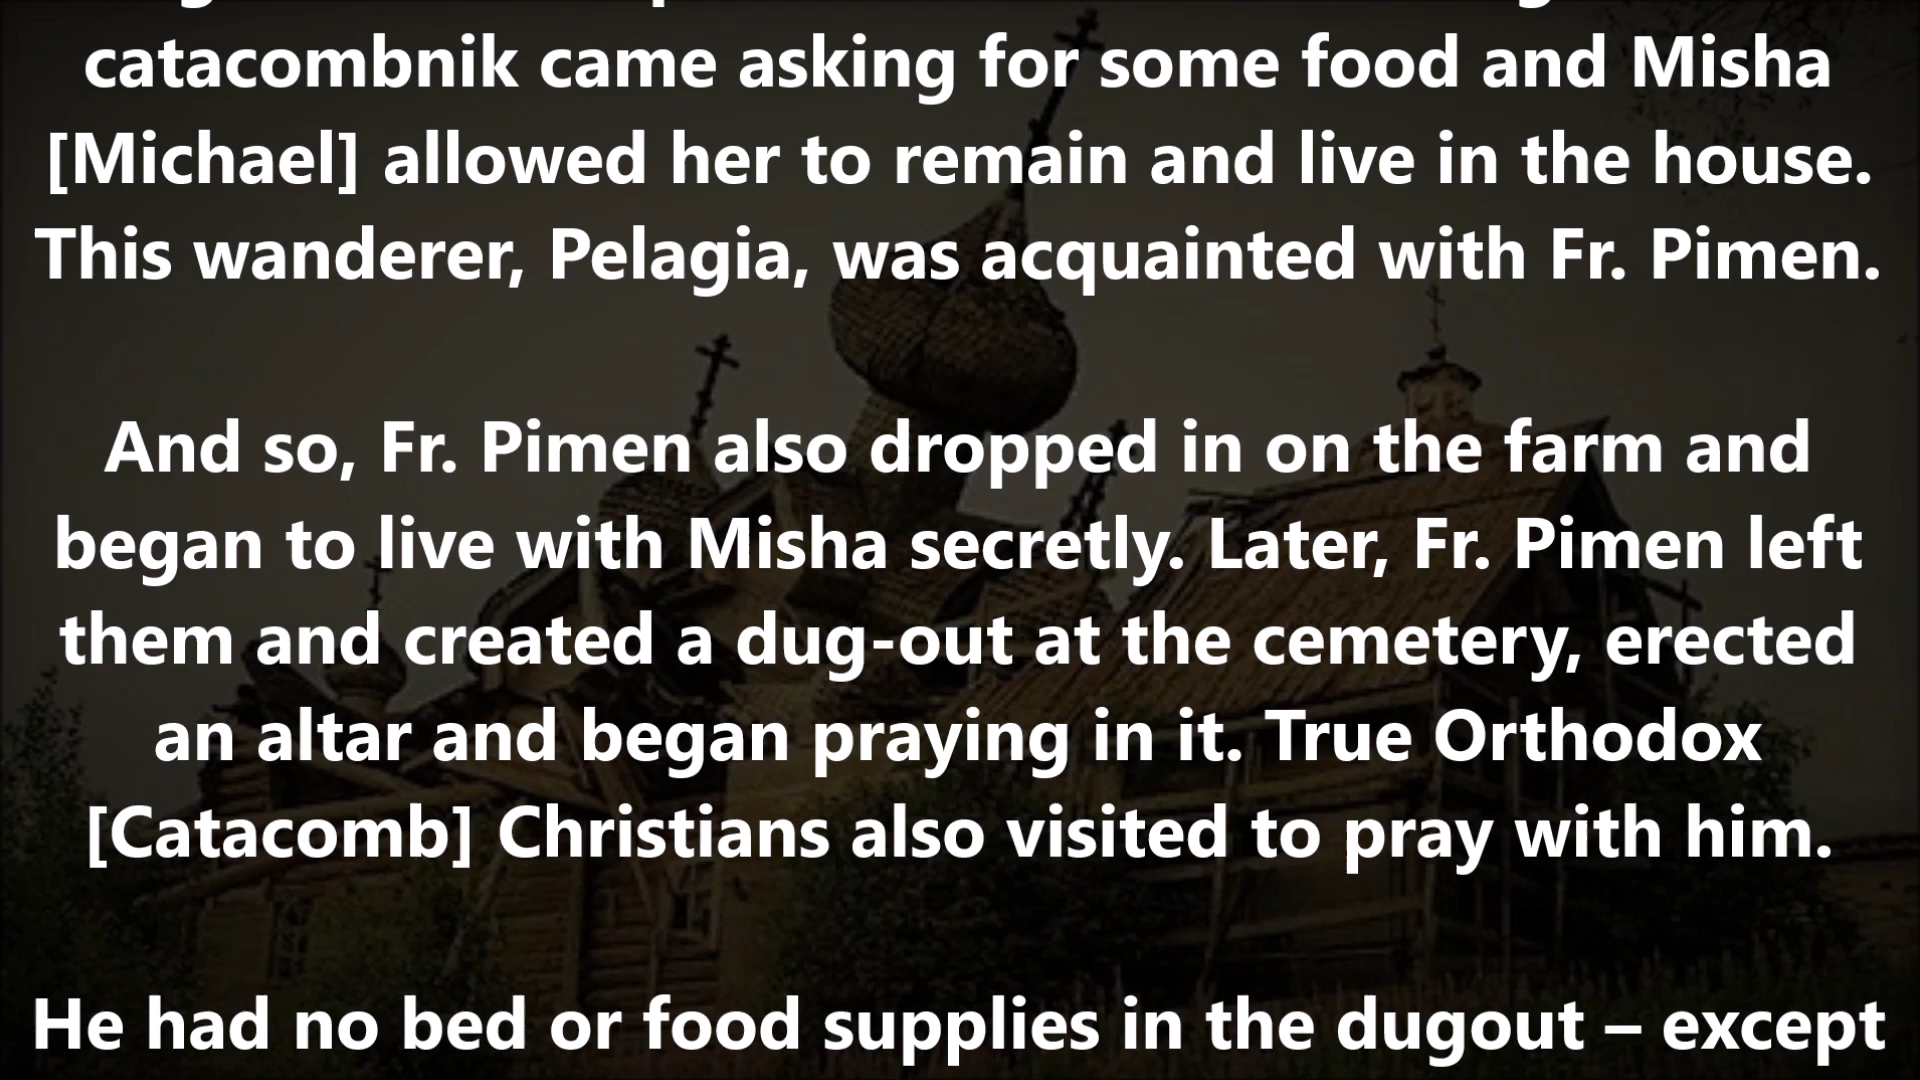 catacombnik came asking for some food and Misha
[Michael] allowed her to remain and live in the house.
This wanderer, Pelagia, was acquainted with Fr. Pimen.
And so, Fr. Pimen also dropped in on the farm and
began to live with Misha secretly. Later, Fr. Pimen left
them and created a dug-out at the cemetery, erected
an altar and began praying in it. True Orthodox
[Catacomb] Christians also visited to pray with him.
He had no bed or food supplies in the dugout – except